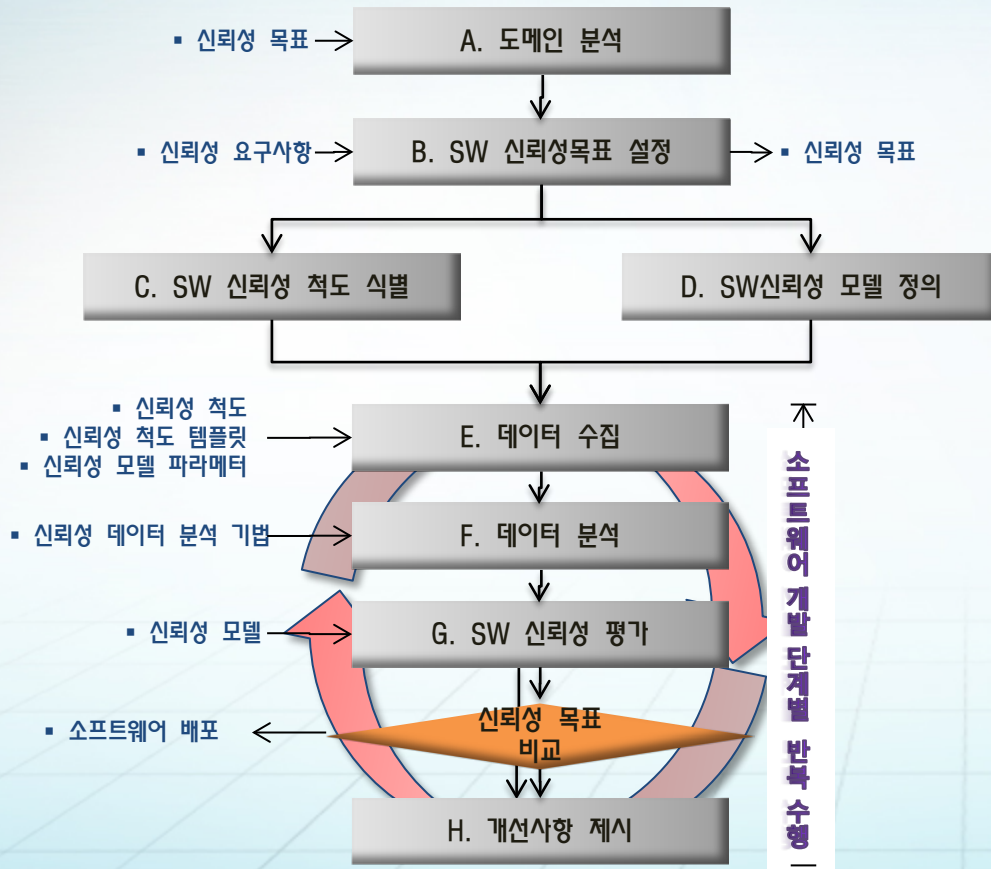 ▪ 신뢰성 목표
A. 도메인 분석
▪ 신뢰성 요구사항
B. SW 신뢰성목표 설정
▪ 신뢰성 목표
C. SW 신뢰성 척도 식별
D. SW신뢰성 모델 정의
▪ 신뢰성 척도
▪ 신뢰성 척도 템플릿
▪ 신뢰성 모델 파라메터
E. 데이터 수집
▪ 신뢰성 데이터 분석 기법
F. 데이터 분석
▪ 신뢰성 모델
G. SW 신뢰성 평가
▪ 소프트웨어 배포
신뢰성 목표
비교
H. 개선사항 제시
소프트웨어 개발 단계별 반복 수행